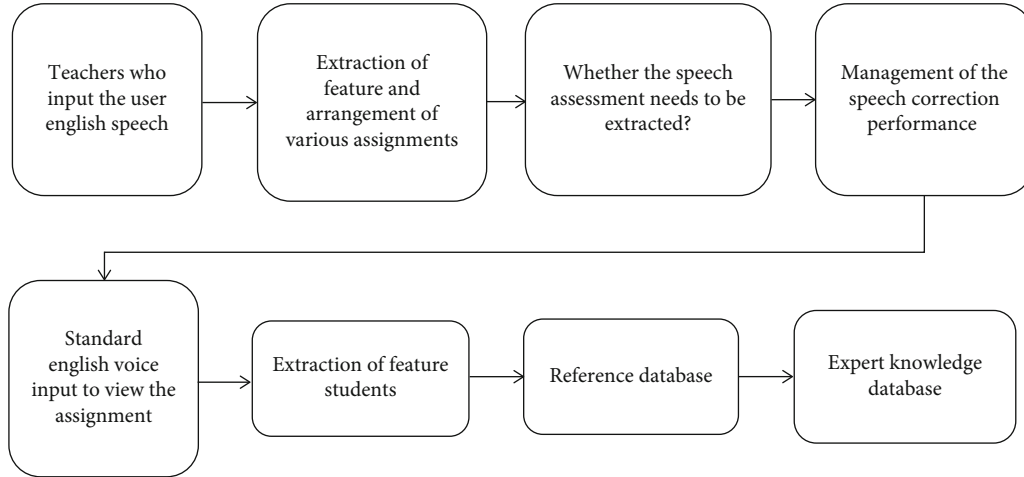 Teachers who
input the user
english speech
Extraction of
feature and
arrangement of
various assignments
Whether the speech
assessment needs to be
extracted?
Management of the
speech correction
performance
Standard
english voice
input to view the
assignment
Extraction of feature
students
Reference database
Expert knowledge
database